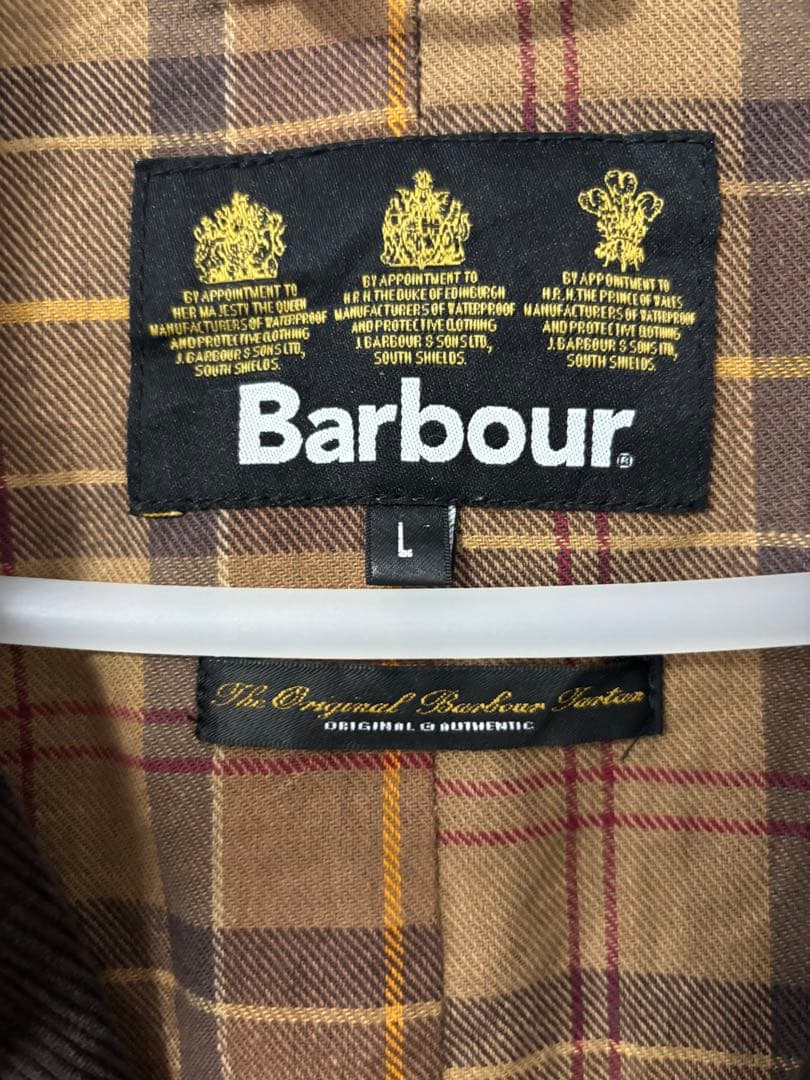 BY APPOINTMENT TO
HER MAJESTY THE QUEEN
MANUFACTURERS OF WATERPROOF
AND PROTECTIVE CLOTHING
J. BARBOUR & SONS LTD,
SOUTH SHIELDS.
BY APPOINTMENT TO
H.R.H. THE DUKE OF EDINBURGH
MANUFACTURERS OF WATERPROOF
AND PROTECTIVE CLOTHING
J. BARBOUR & SONS LTD,
SOUTH SHIELDS.
BY APPOINTMENT TO
H.R.H. THE PRINCE OF WALES
MANUFACTURERS OF WATERPROOF
AND PROTECTIVE CLOTHING
J. BARBOUR & SONS LTD,
SOUTH SHIELDS.
Barbour®
L
The Original Barbour Tartan
ORIGINAL & AUTHENTIC